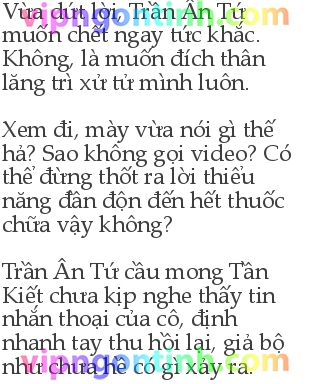 Vừa dứt lời, Trần Ân Tứ
vipngontinh.com
muốn chết ngay tức khắc.
Không, là muốn đích thân
lăng trì xử tử mình luôn.
Xem đi, mày vừa nói gì thế
hả? Sao không gọi video? Có
thể đừng thốt ra lời thiểu
năng đần độn đến hết thuốc
chữa vậy không?
Trần Ân Tứ cầu mong Tần
Kiết chưa kịp nghe thấy tin
nhắn thoại của cô, định
nhanh tay thu hồi lại, giả bộ
như chưa hề có gì xảy ra.
vipngontinh.com